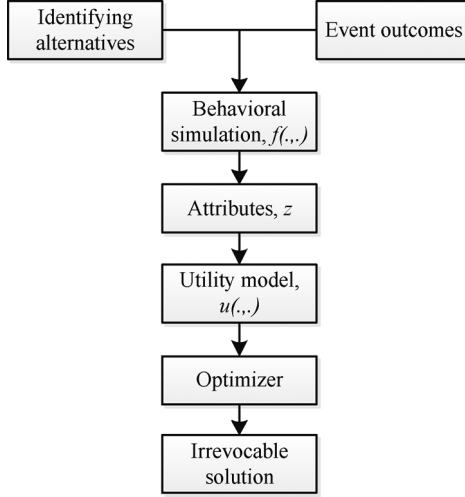 Identifying
alternatives
Event outcomes
Behavioral
simulation, f(.,.)
Attributes, z
Utility model,
u(.,.)
Optimizer
Irrevocable
solution